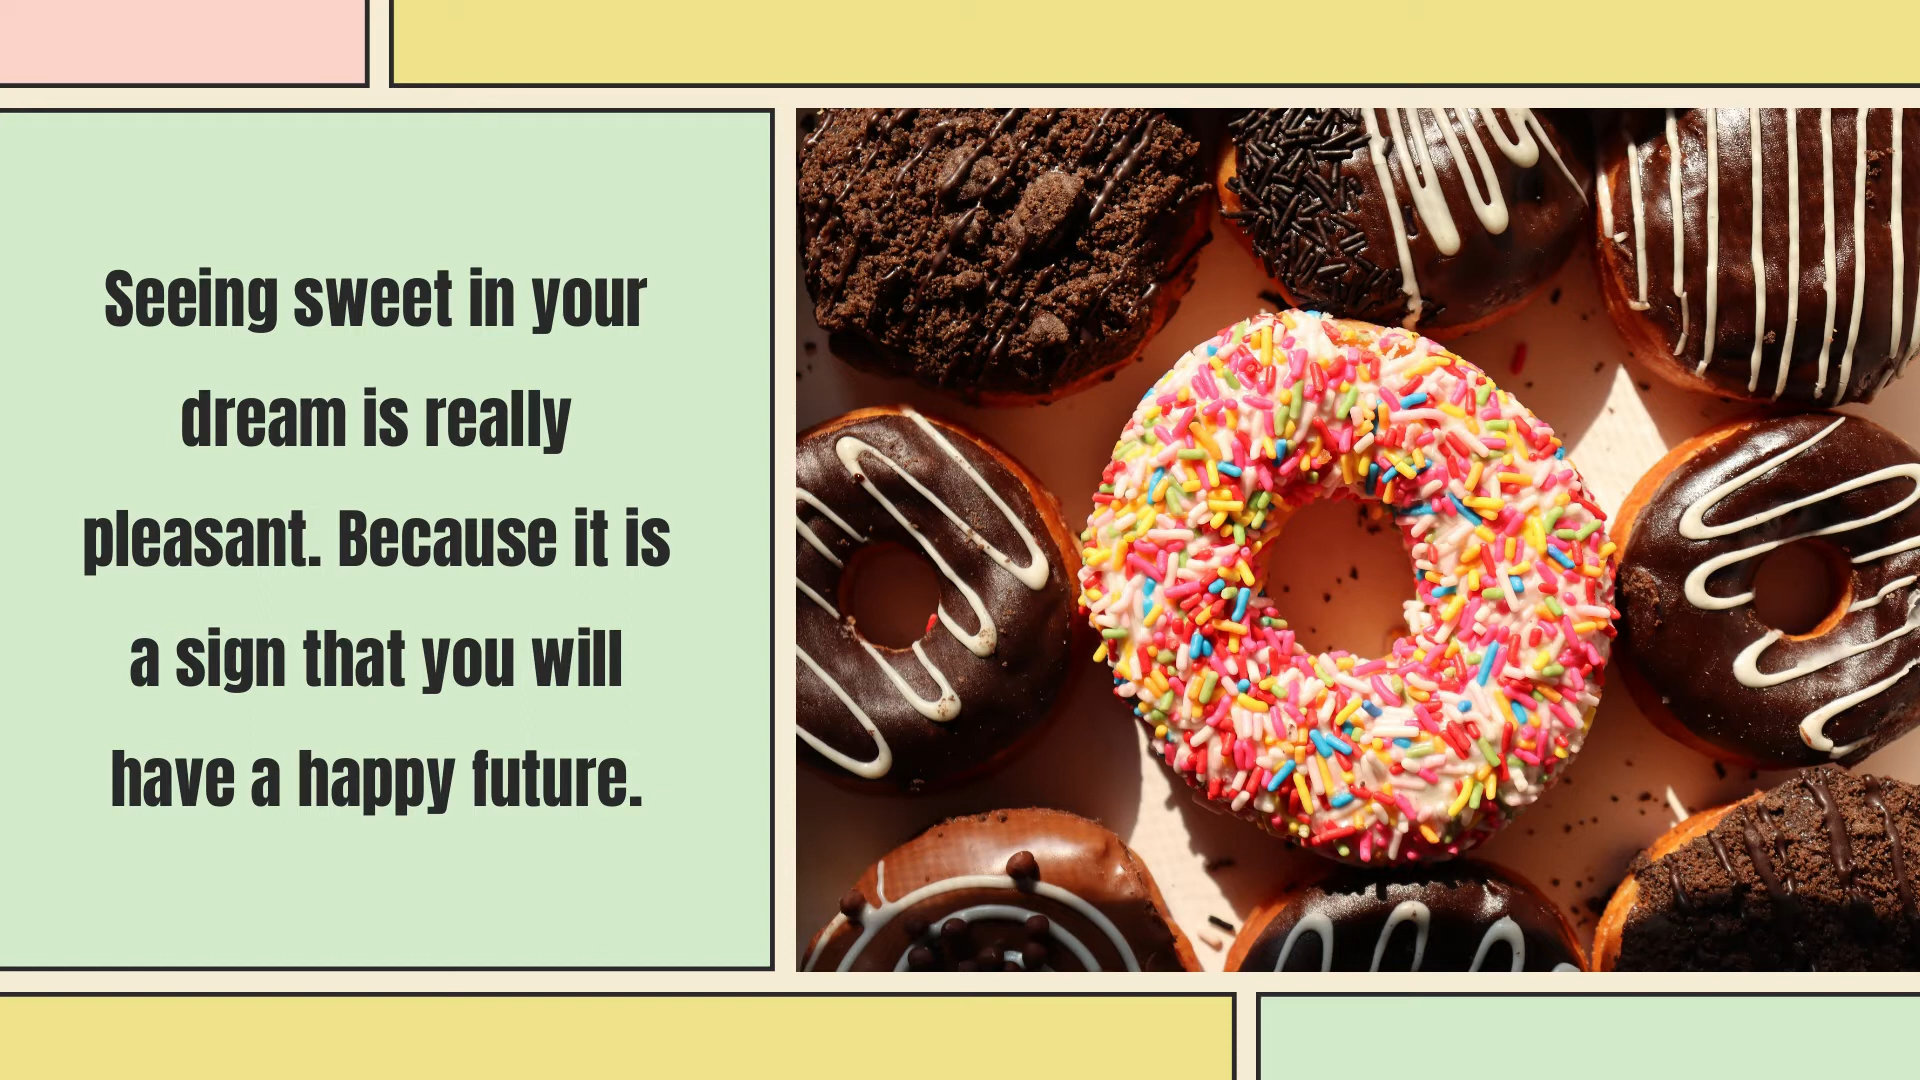 Seeing sweet in your
dream is really
pleasant. Because it is
a sign that you will
have a happy future.